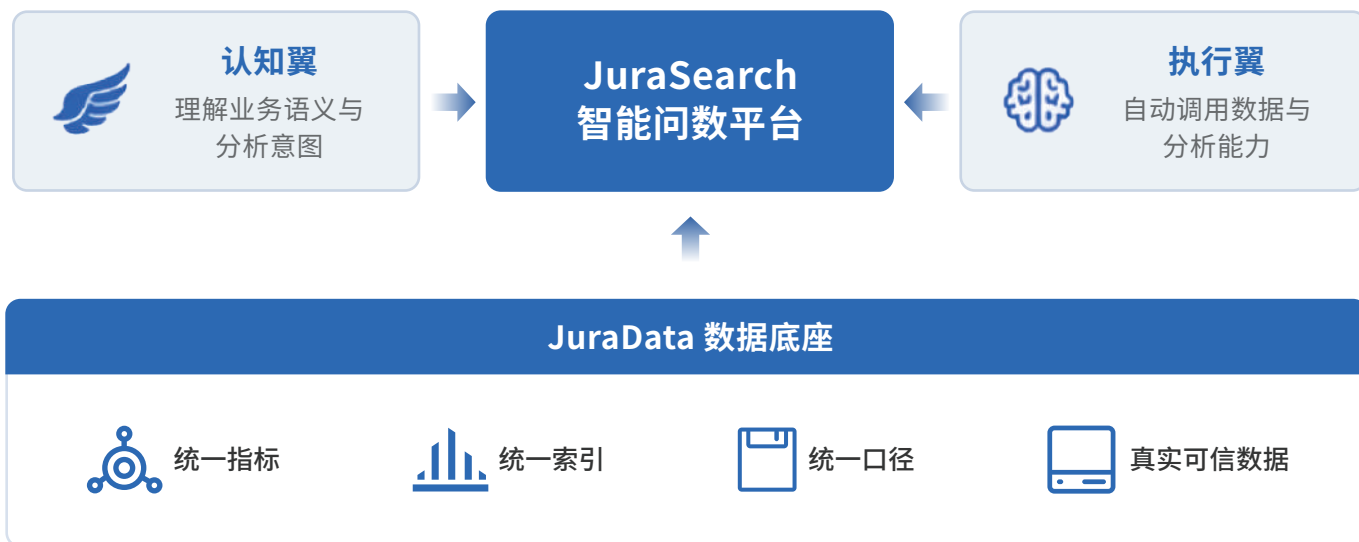 认知翼
理解业务语义与
分析意图
JuraSearch
智能问数平台
执行翼
自动调用数据与
分析能力
JuraData 数据底座
统一指标
统一索引
统一口径
真实可信数据